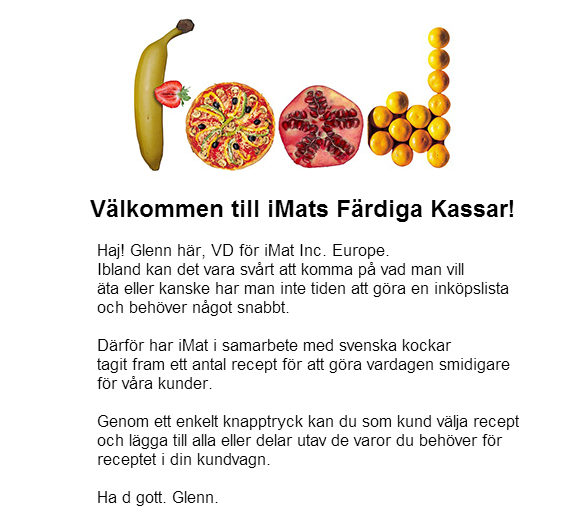 food
Välkommen till iMats Färdiga Kassar!
Haj! Glenn här, VD för iMat Inc. Europe.
Ibland kan det vara svårt att komma på vad man vill
äta eller kanske har man inte tiden att göra en inköpslista
och behöver något snabbt.
Därför har iMat i samarbete med svenska kockar
tagit fram ett antal recept för att göra vardagen smidigare
för våra kunder.
Genom ett enkelt knapptryck kan du som kund välja recept
och lägga till alla eller delar utav de varor du behöver för
receptet i din kundvagn.
Ha d gott. Glenn.